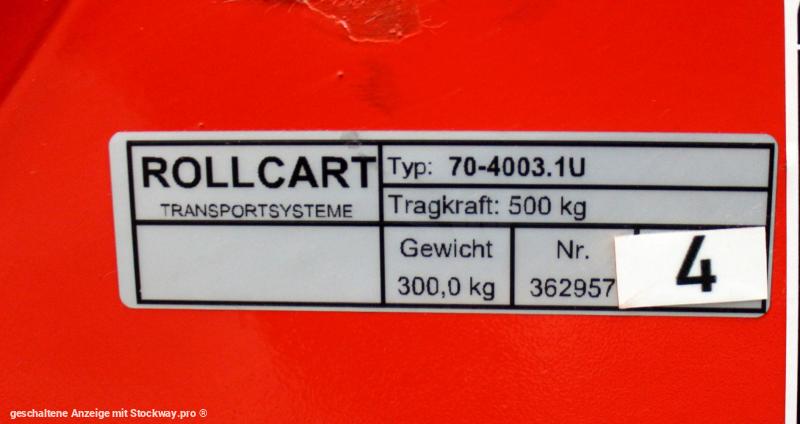 ROLLCART
TRANSPORTSYSTEME
Typ: 70-4003.1U
Tragkraft: 500 kg
Gewicht
300,0 kg
Nr.
362957
4
geschaltene Anzeige mit Stockway.pro ®